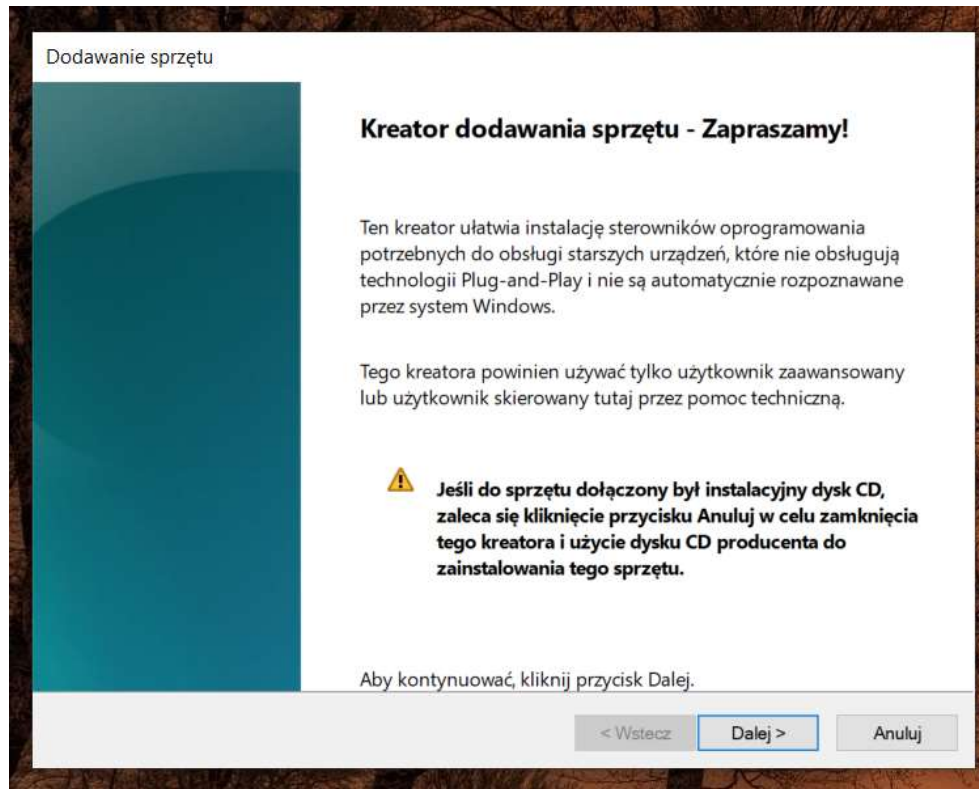 Dodawanie sprzętu
Kreator dodawania sprzętu - Zapraszamy!
Ten kreator ułatwia instalację sterowników oprogramowania
potrzebnych do obsługi starszych urządzeń, które nie obsługują
technologii Plug-and-Play i nie są automatycznie rozpoznawane
przez system Windows.
Tego kreatora powinien używać tylko użytkownik zaawansowany
lub użytkownik skierowany tutaj przez pomoc techniczną.
Jeśli do sprzętu dołączony był instalacyjny dysk CD,
zaleca się kliknięcie przycisku Anuluj w celu zamknięcia
tego kreatora i użycie dysku CD producenta do
zainstalowania tego sprzętu.
Aby kontynuować, kliknij przycisk Dalej.
< Wstecz Dalej > Anuluj